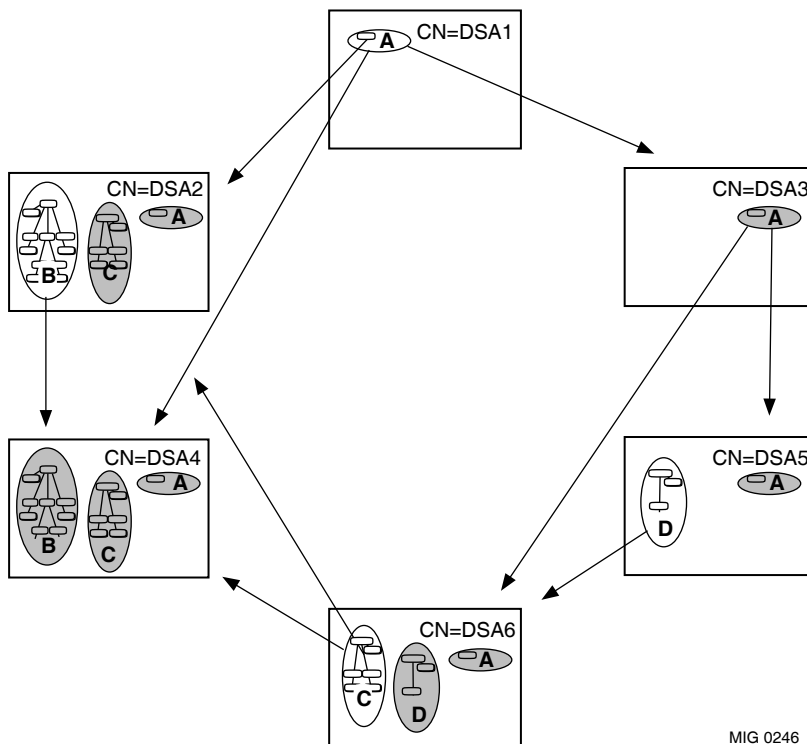 A CN=DSA1
CN=DSA2
A
B
C
CN=DSA3
A
CN=DSA4
A
B
C
CN=DSA5
A
D
CN=DSA6
A
C
D
MIG 0246